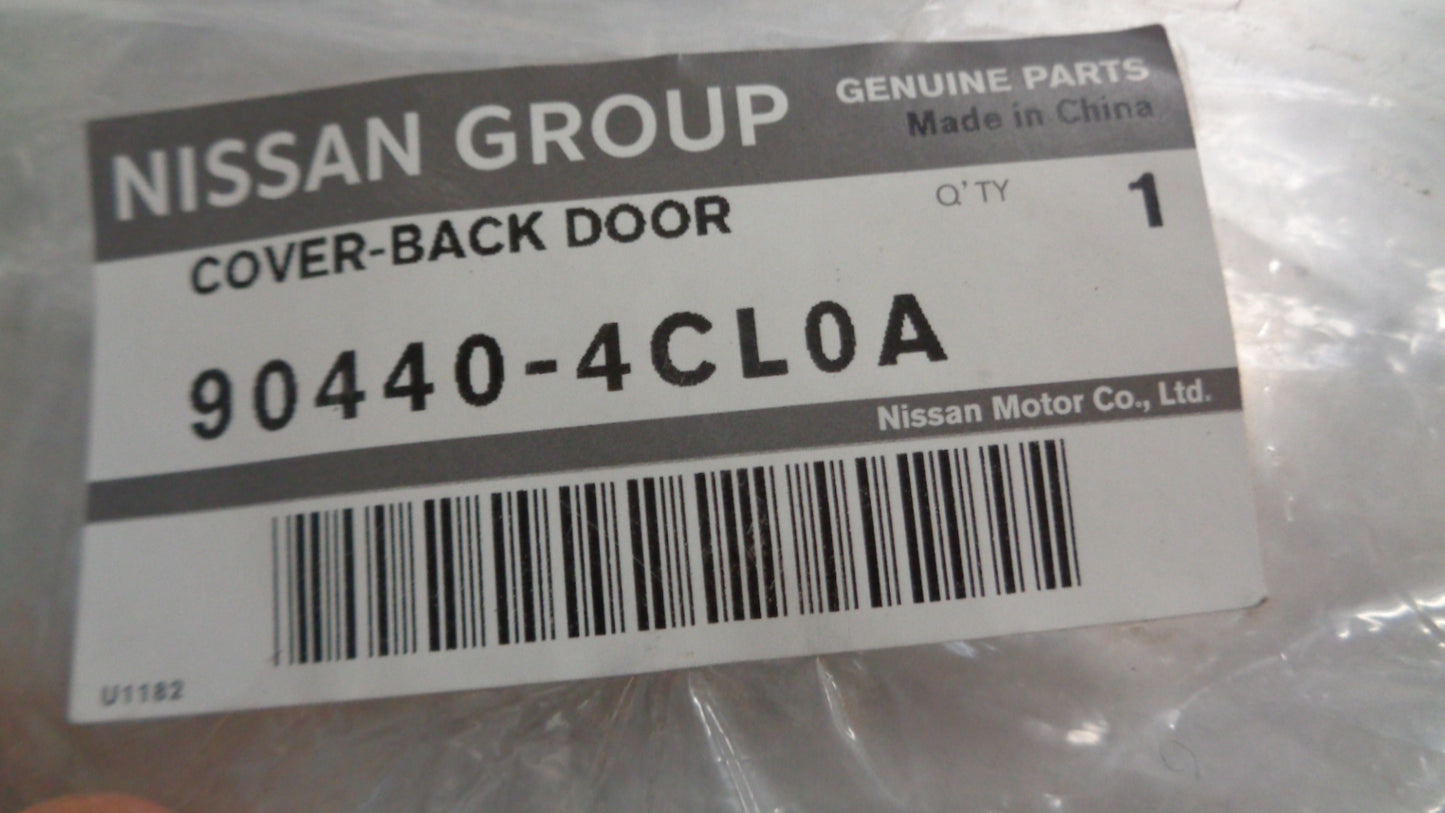 NISSAN GROUP
GENUINE PARTS
Made in China
COVER-BACK DOOR
Q'TY 1
90440-4CL0A
Nissan Motor Co., Ltd.
U1182